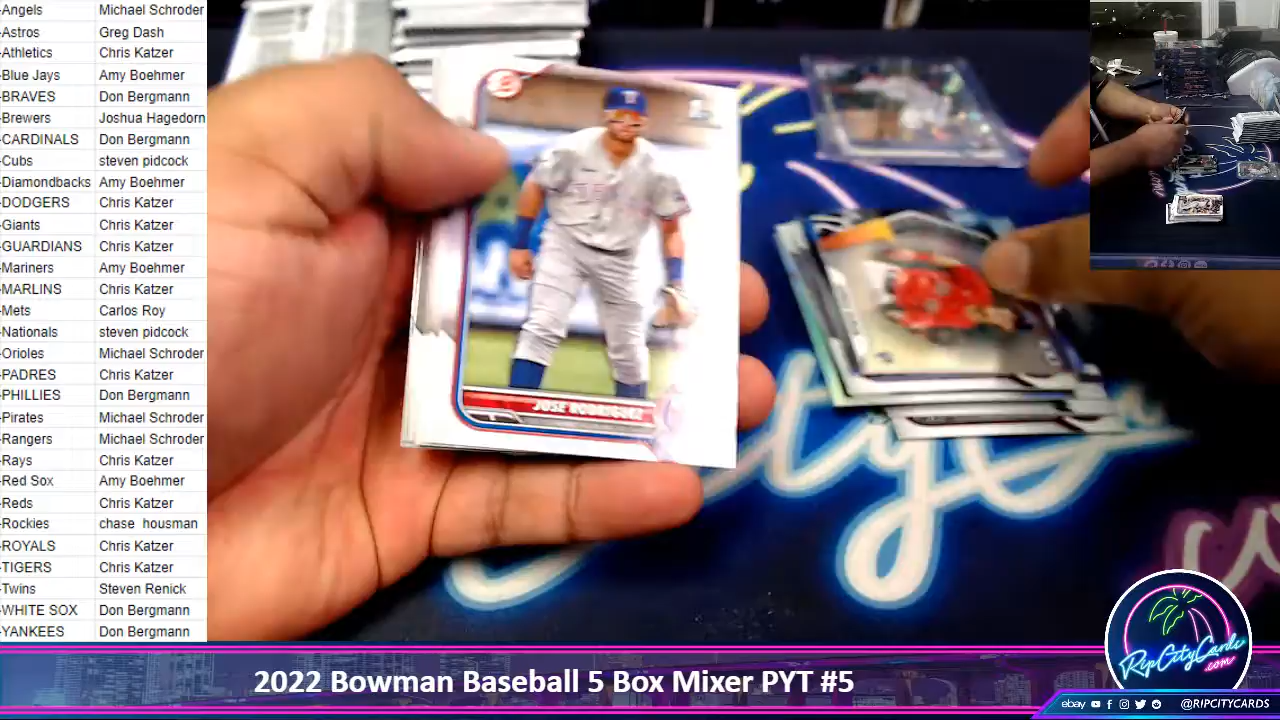 -Angels Michael Schroder
-Astros Greg Dash
-Athletics Chris Katzer
-Blue Jays Amy Boehmer
-BRAVES Don Bergmann
-Brewers Joshua Hagedorn
-CARDINALS Don Bergmann
-Cubs steven pidcock
-Diamondbacks Amy Boehmer
-DODGERS Chris Katzer
-Giants Chris Katzer
-GUARDIANS Chris Katzer
-Mariners Amy Boehmer
-MARLINS Chris Katzer
-Mets Carlos Roy
-Nationals steven pidcock
-Orioles Michael Schroder
-PADRES Chris Katzer
-PHILLIES Don Bergmann
-Pirates Michael Schroder
-Rangers Michael Schroder
-Rays Chris Katzer
-Red Sox Amy Boehmer
-Reds Chris Katzer
-Rockies chase housman
-ROYALS Chris Katzer
-TIGERS Chris Katzer
-Twins Steven Renick
-WHITE SOX Don Bergmann
-YANKEES Don Bergmann
JOSE RODRIGUEZ
RipCityCards
.com
2022 Bowman Baseball 5 Box Mixer PYT #5
ebay @RIPCITYCARDS